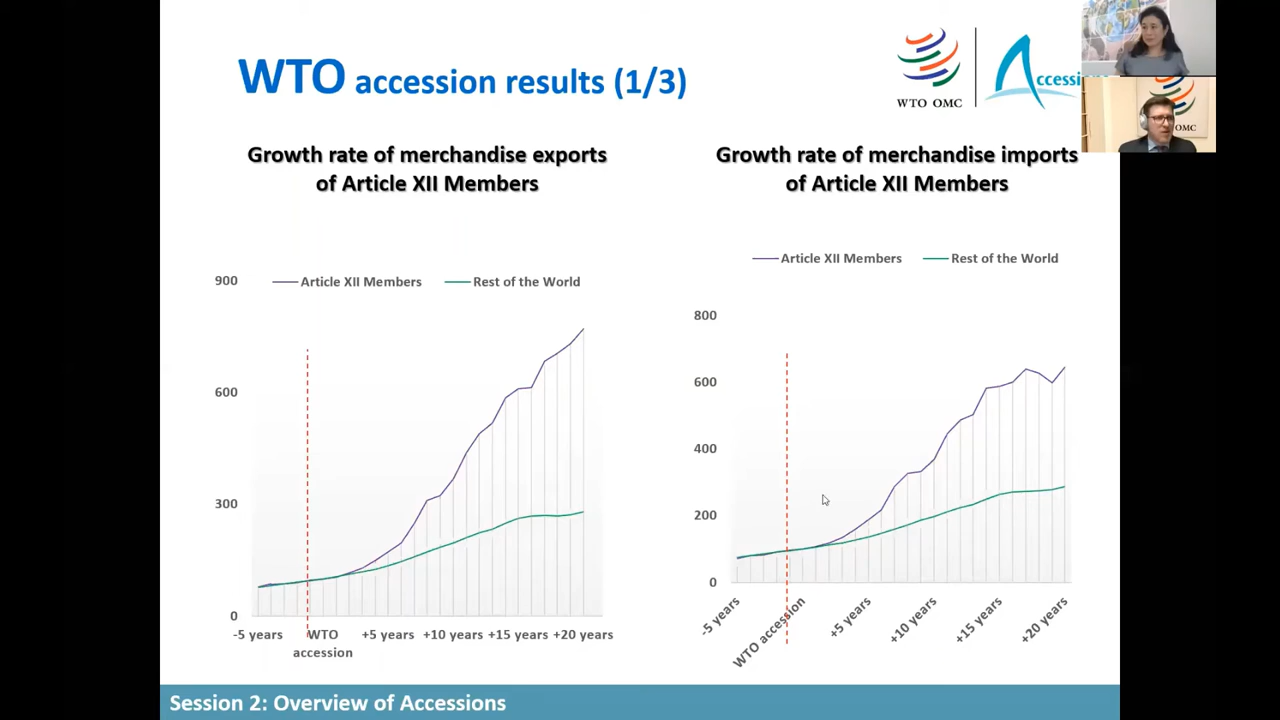 WTO accession results (1/3)
WTO OMC
Accessi
OMC
Growth rate of merchandise exports
of Article XII Members
900
Article XII Members
Rest of the World
600
300
0
-5 years
WTO
accession
+5 years
+10 years
+15 years
+20 years
Growth rate of merchandise imports
of Article XII Members
Article XII Members
Rest of the World
800
600
400
200
0
-5 years
WTO accession
+5 years
+10 years
+15 years
+20 years
Session 2: Overview of Accessions